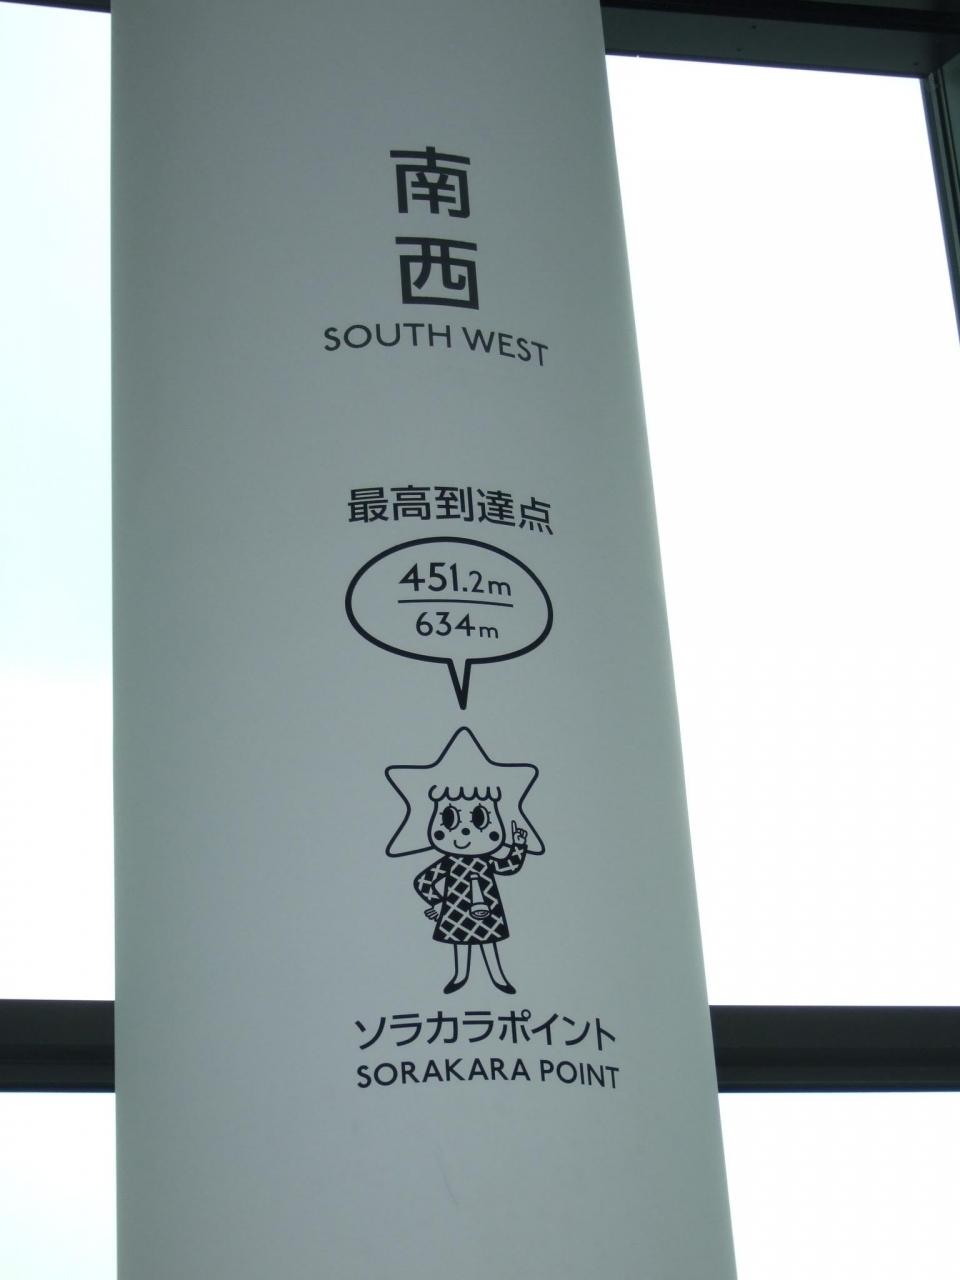 南
西
SOUTH WEST
最高到達点
451.2m
634m
ソラカラポイント
SORAKARA POINT